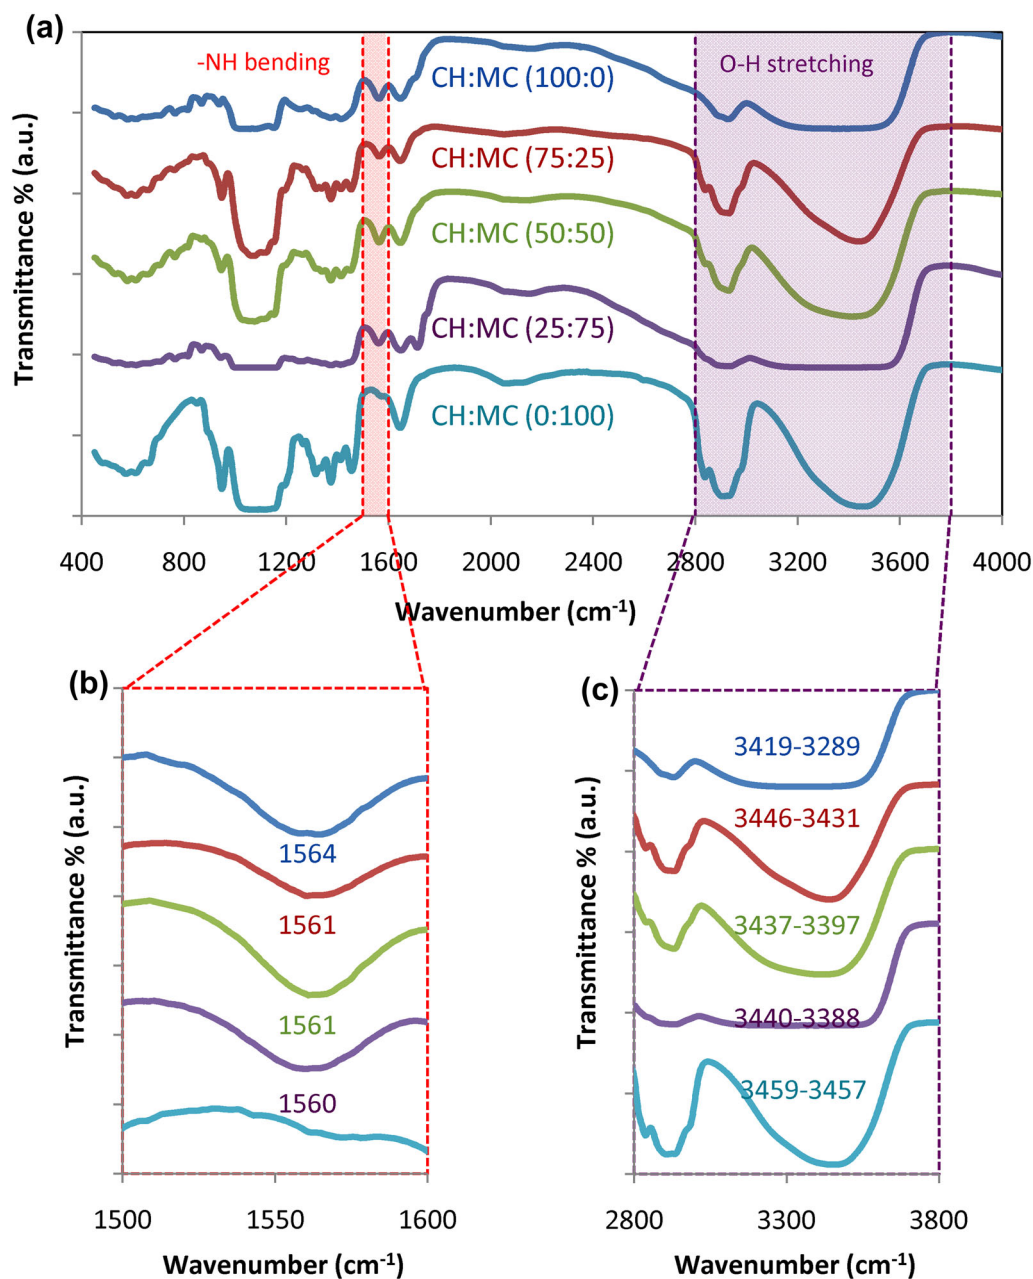 (a)
-NH bending
O-H stretching
CH:MC (100:0)
CH:MC (75:25)
CH:MC (50:50)
CH:MC (25:75)
CH:MC (0:100)
Transmittance % (a.u.)
400 800 1200 1600 2000 2400 2800 3200 3600 4000
Wavenumber (cm⁻¹)
(b)
1564
1561
1561
1560
Transmittance % (a.u.)
1500 1550 1600
Wavenumber (cm⁻¹)
(c)
3419-3289
3446-3431
3437-3397
3440-3388
3459-3457
Transmittance % (a.u.)
2800 3300 3800
Wavenumber (cm⁻¹)